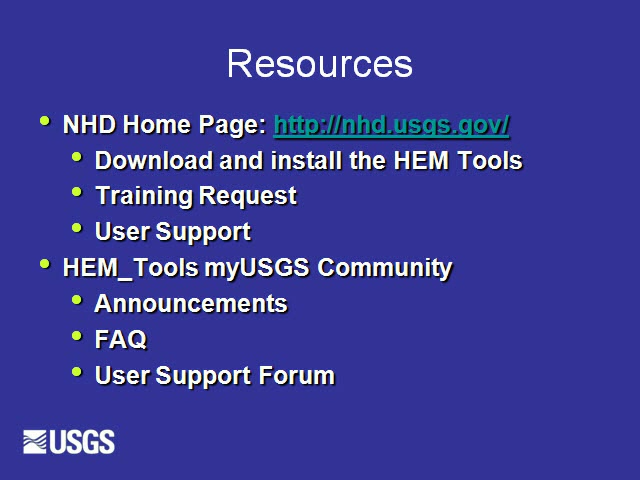 Resources
• NHD Home Page: http://nhd.usgs.gov/
• Download and install the HEM Tools
• Training Request
• User Support
• HEM_Tools myUSGS Community
• Announcements
• FAQ
• User Support Forum
USGS